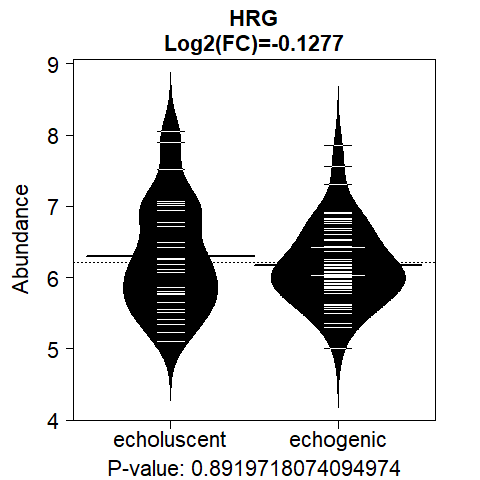 HRG
Log2(FC)=-0.1277
9
8
7
6
5
4
Abundance
echoluscent echogenic
P-value: 0.8919718074094974